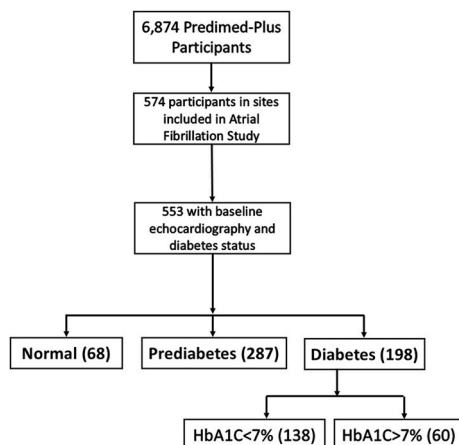 6,874 Predimed-Plus
Participants
574 participants in sites
included in Atrial
Fibrillation Study
553 with baseline
echocardiography and
diabetes status
Normal (68)
Prediabetes (287)
Diabetes (198)
HbA1C<7% (138)
HbA1C>7% (60)